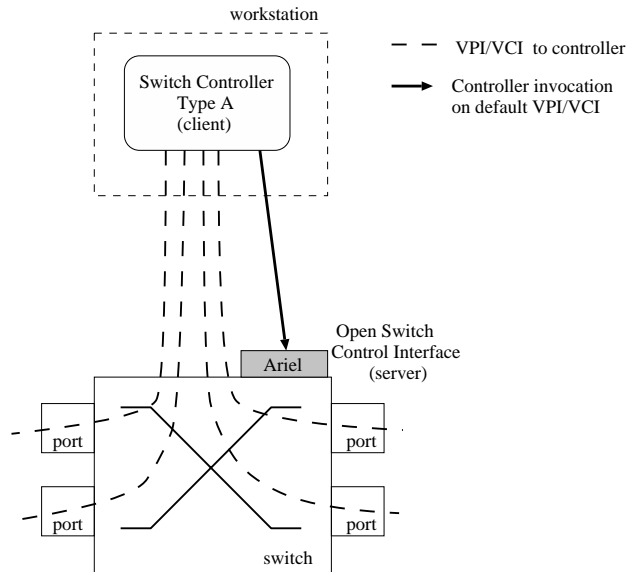 workstation
Switch Controller
Type A
(client)
VPI/VCI to controller
Controller invocation
on default VPI/VCI
Open Switch
Control Interface
(server)
Ariel
port
port
port
port
switch